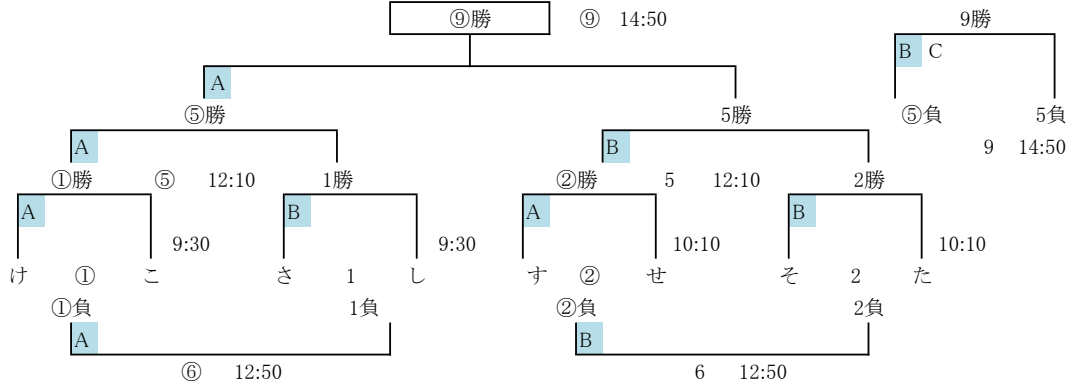 ⑨勝 ⑨ 14:50 9勝
A B C
⑤勝 5勝 ⑤負 5負
A B 9 14:50
①勝 ⑤ 12:10 1勝 ②勝 5 12:10 2勝
A B A B
9:30 9:30 10:10 10:10
け ① こ さ 1 し す ② せ そ 2 た
①負 1負 ②負 2負
A B
⑥ 12:50 6 12:50